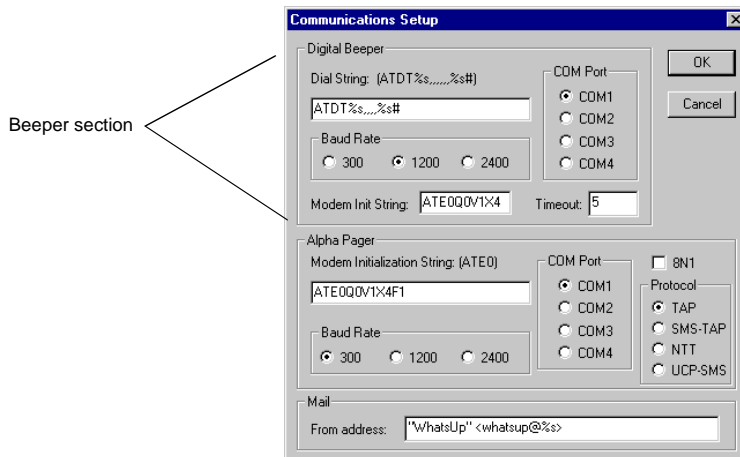 Communications Setup
Digital Beeper
Dial String: (ATDT%s,,,,,,%s#)
ATDT%s,,,,%s#
COM Port
COM1
COM2
COM3
COM4
OK
Cancel
Beeper section
Baud Rate
300 1200 2400
Modem Init String: ATE0Q0V1X4 Timeout: 5
Alpha Pager
Modem Initialization String: (ATE0)
ATE0Q0V1X4F1
COM Port
COM1
COM2
COM3
COM4
8N1
Protocol
TAP
SMS-TAP
NTT
UCP-SMS
Baud Rate
300 1200 2400
Mail
From address: "WhatsUp" <whatsup@%s>